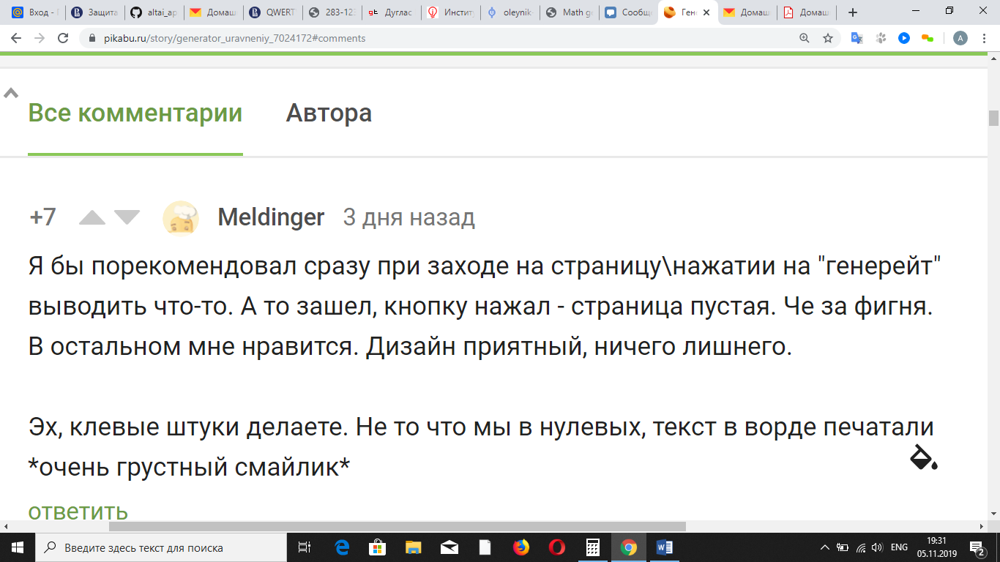 Вход - П
Защита
altai_ap
Домаш
QWERT
283-123
Дуглас
Инсти
oleynik
Math ge
Сообщ
Ген
Домаш
Домаш
pikabu.ru/story/generator_uravneniy_7024172#comments
A
Все комментарии Автора
+7 Meldinger 3 дня назад
Я бы порекомендовал сразу при заходе на страницу\нажатии на "генерейт"
выводить что-то. А то зашел, кнопку нажал - страница пустая. Че за фигня.
В остальном мне нравится. Дизайн приятный, ничего лишнего.
Эх, клевые штуки делаете. Не то что мы в нулевых, текст в ворде печатали
*очень грустный смайлик*
ответить
Введите здесь текст для поиска
ENG
19:31
05.11.2019
2